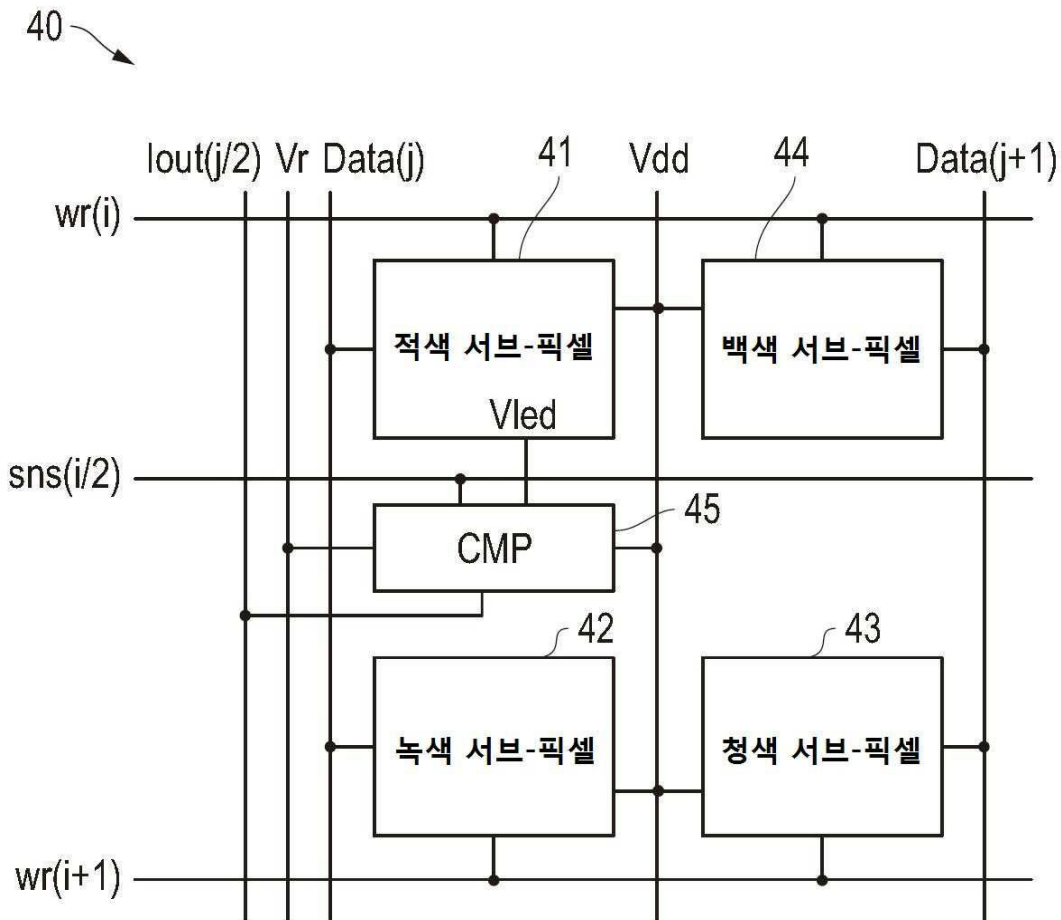 40
Iout(j/2) Vr Data(j) 41 Vdd 44 Data(j+1)
wr(i)
적색 서브-픽셀 백색 서브-픽셀
Vled
sns(i/2)
45
CMP
42 43
녹색 서브-픽셀 청색 서브-픽셀
wr(i+1)